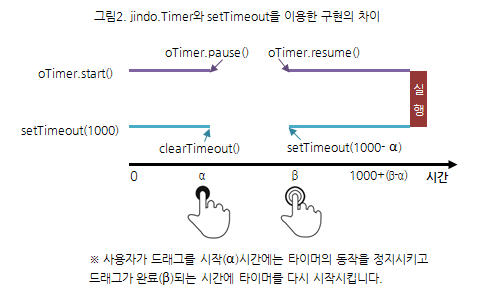 그림2. jindo.Timer와 setTimeout을 이용한 구현의 차이
oTimer.pause() oTimer.resume()
oTimer.start()
실행
setTimeout(1000)
clearTimeout() setTimeout(1000- α)
0 α β 1000+(β-α) 시간
※ 사용자가 드래그를 시작(α)시간에는 타이머의 동작을 정지시키고
드래그가 완료(β)되는 시간에 타이머를 다시 시작시킵니다.